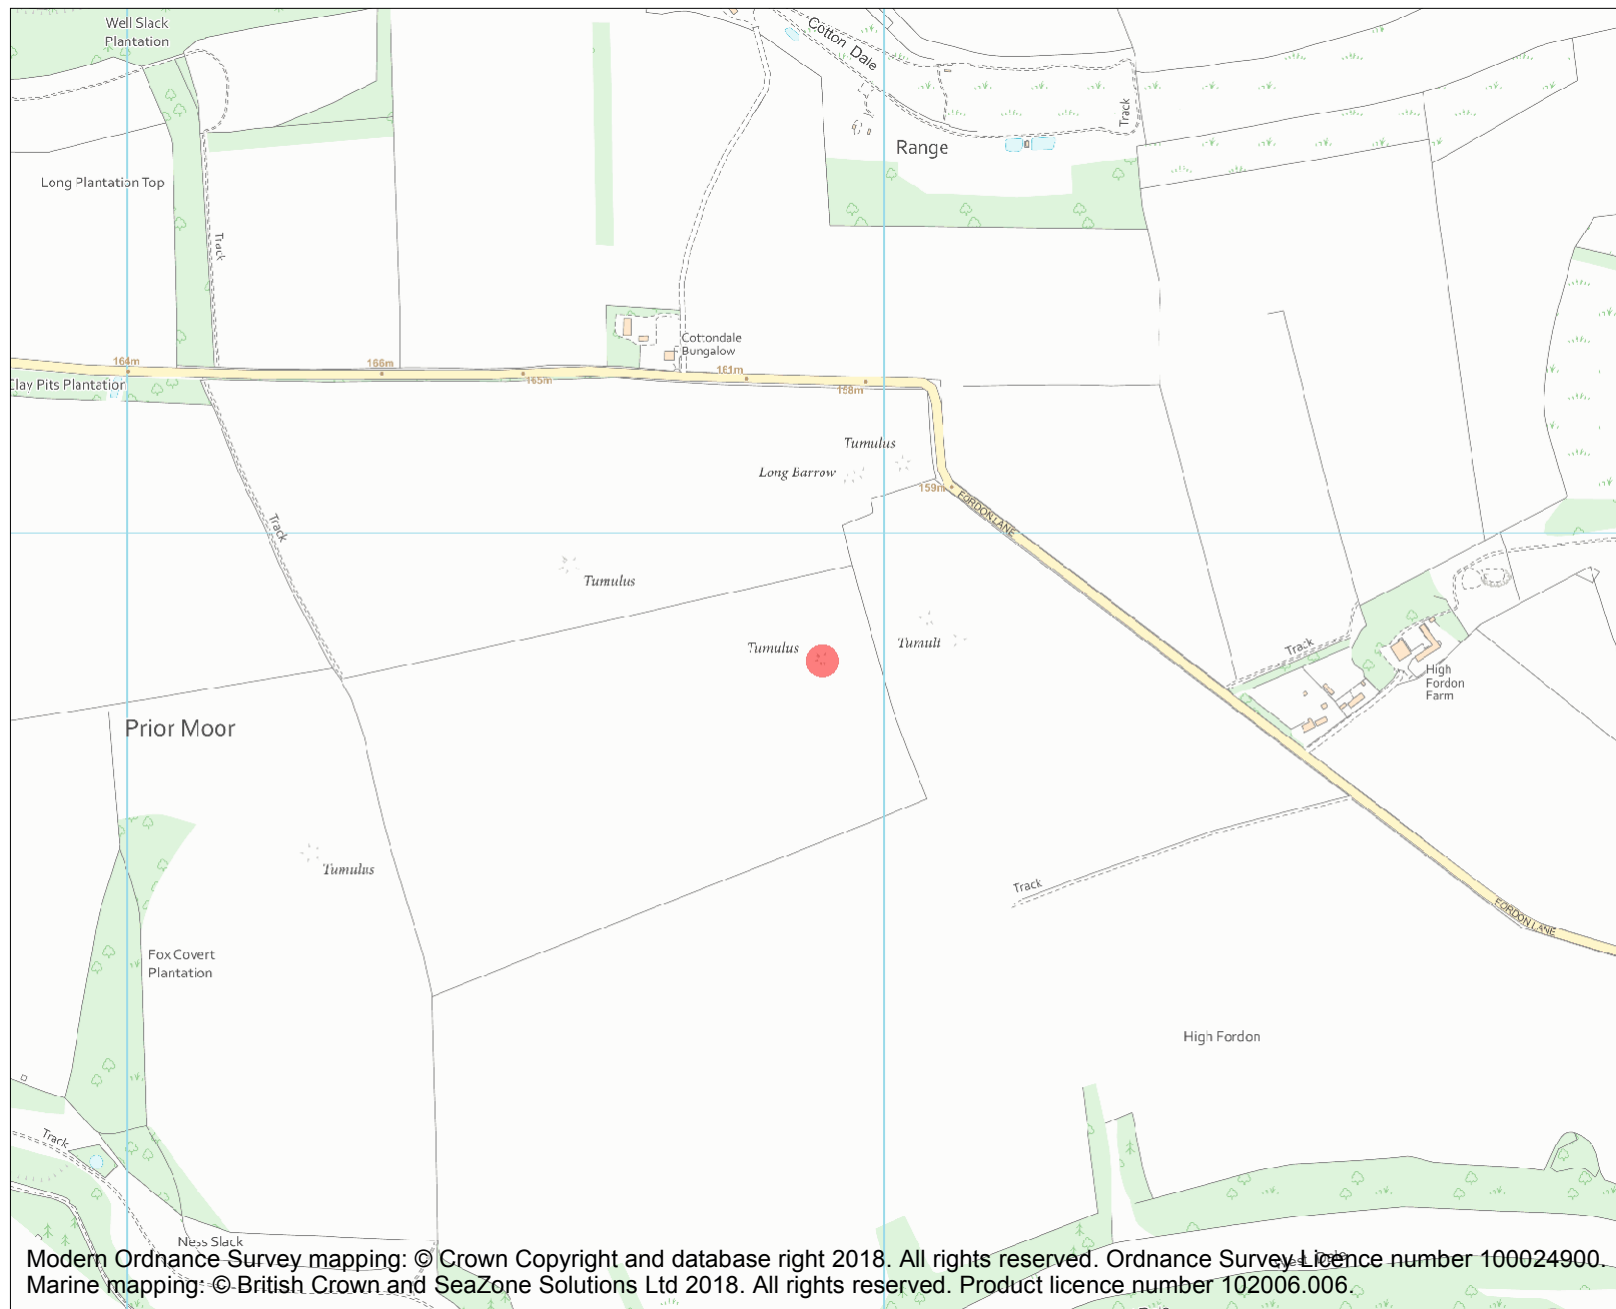 Well Slack
Plantation
Cotton Dale
Track
Range
Long Plantation Top
Track
Cottondale
Bungalow
164m
166m
165m
161m
158m
Clay Pits Plantation
Tumulus
Long Barrow
159m
FORDON LANE
Track
Tumulus
Tumulus
Tumuli
Track
High
Fordon
Farm
Prior Moor
Tumulus
Track
FORDON LANE
Fox Covert
Plantation
High Fordon
Track
Ness Slack
West Dale
Modern Ordnance Survey mapping: © Crown Copyright and database right 2018. All rights reserved. Ordnance Survey Licence number 100024900.
Marine mapping: © British Crown and SeaZone Solutions Ltd 2018. All rights reserved. Product licence number 102006.006.